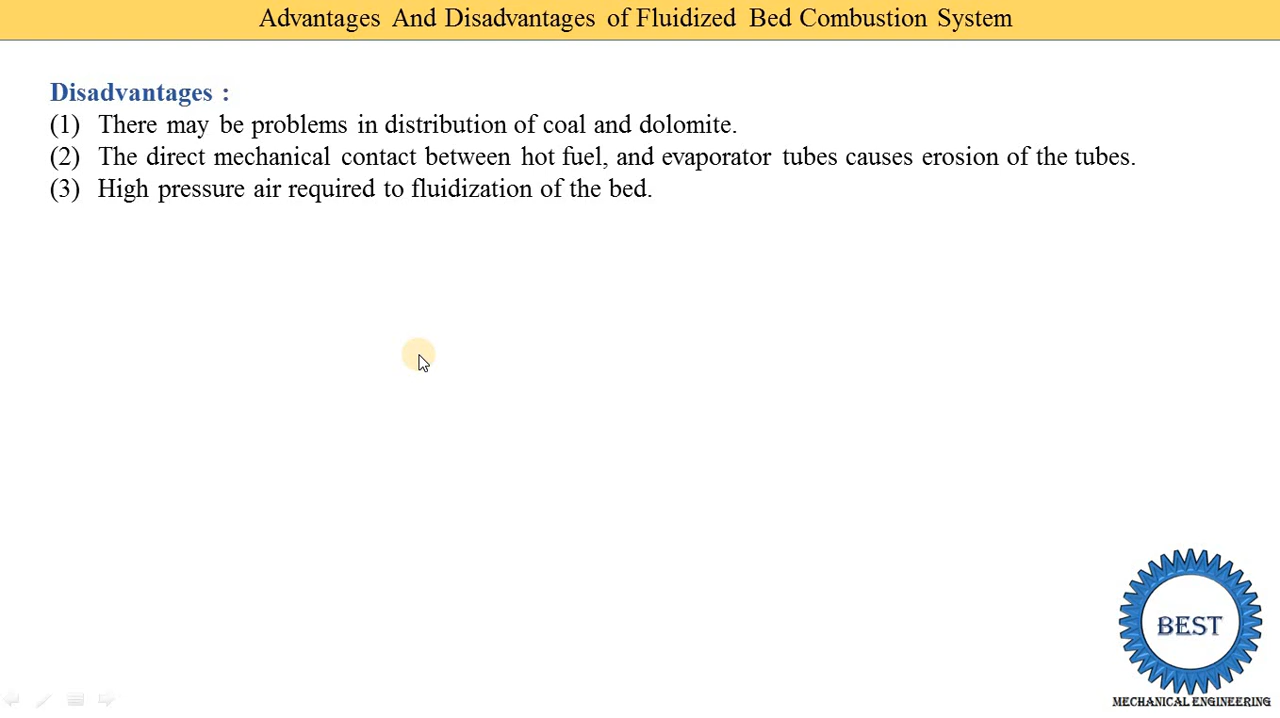 Advantages And Disadvantages of Fluidized Bed Combustion System
Disadvantages :
(1) There may be problems in distribution of coal and dolomite.
(2) The direct mechanical contact between hot fuel, and evaporator tubes causes erosion of the tubes.
(3) High pressure air required to fluidization of the bed.
BEST
MECHANICAL ENGINEERING